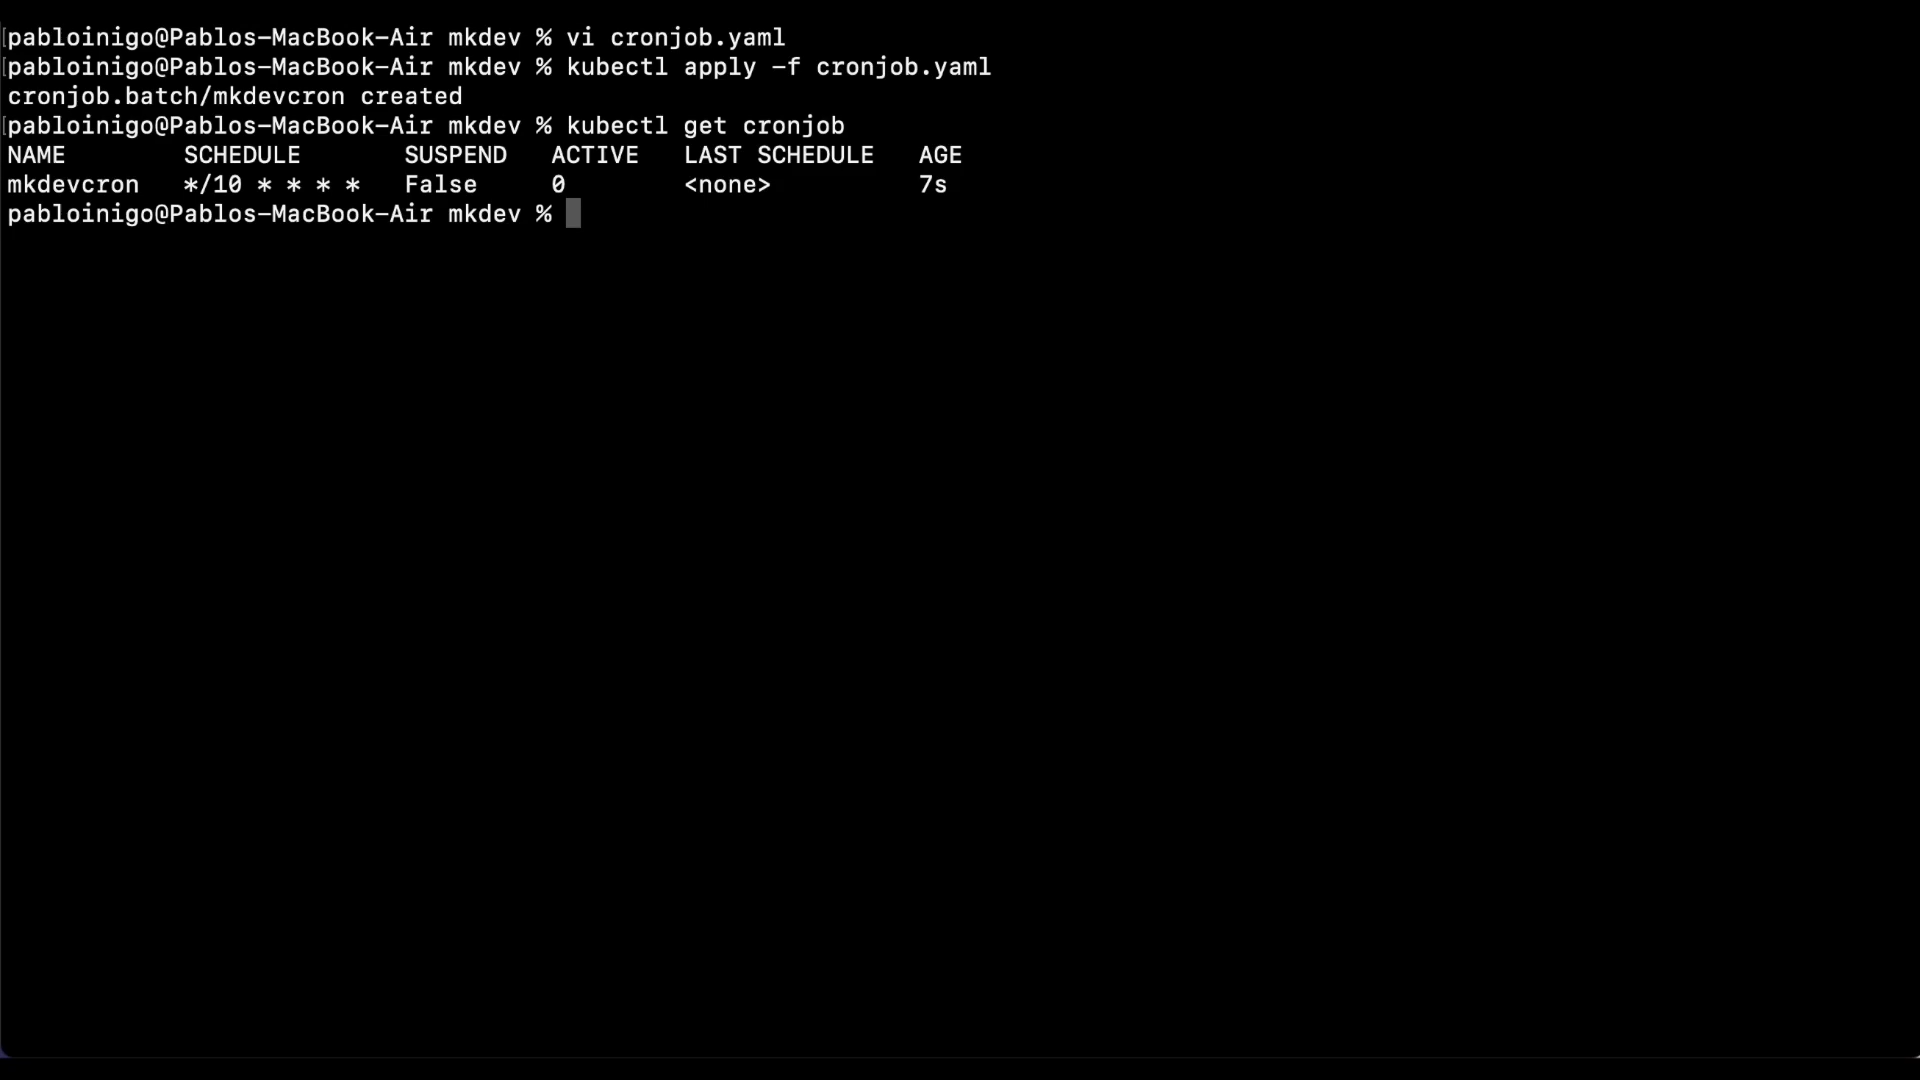 pabloinigo@Pablos-MacBook-Air mkdev % vi cronjob.yaml
pabloinigo@Pablos-MacBook-Air mkdev % kubectl apply -f cronjob.yaml
cronjob.batch/mkdevcron created
pabloinigo@Pablos-MacBook-Air mkdev % kubectl get cronjob
NAME        SCHEDULE       SUSPEND   ACTIVE   LAST SCHEDULE   AGE
mkdevcron   */10 * * * *   False     0        <none>          7s
pabloinigo@Pablos-MacBook-Air mkdev %